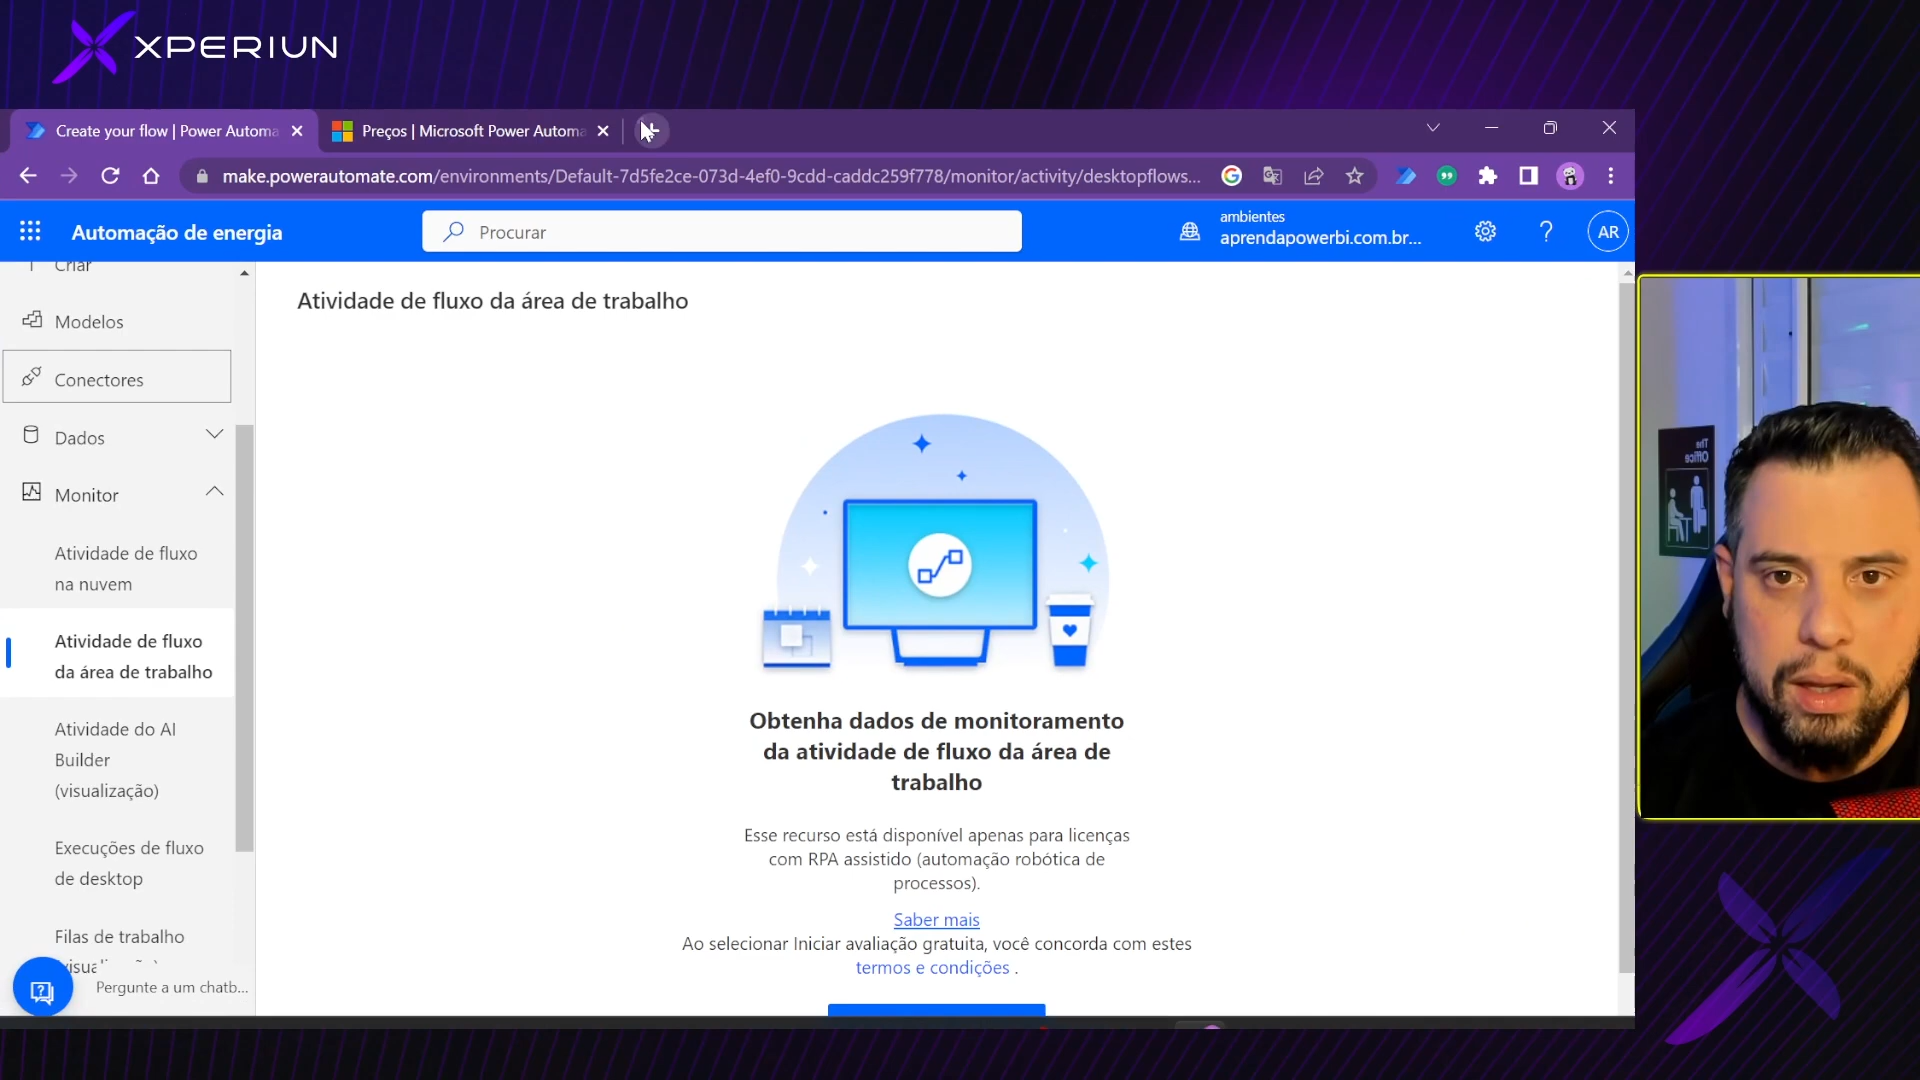 XPERIUN
Create your flow | Power Automa
Preços | Microsoft Power Automa
make.powerautomate.com/environments/Default-7d5fe2ce-073d-4ef0-9cdd-caddc259f778/monitor/activity/desktopflows...
Automação de energia
Procurar
ambientes
aprendapowerbi.com.br...
?
AR
Criar
Modelos
Conectores
Dados
Monitor
Atividade de fluxo
na nuvem
Atividade de fluxo
da área de trabalho
Atividade do AI
Builder
(visualização)
Execuções de fluxo
de desktop
Filas de trabalho
Pergunte a um chatb...
Atividade de fluxo da área de trabalho
Obtenha dados de monitoramento
da atividade de fluxo da área de
trabalho
Esse recurso está disponível apenas para licenças
com RPA assistido (automação robótica de
processos).
Saber mais
Ao selecionar Iniciar avaliação gratuita, você concorda com estes
termos e condições .
The
Office